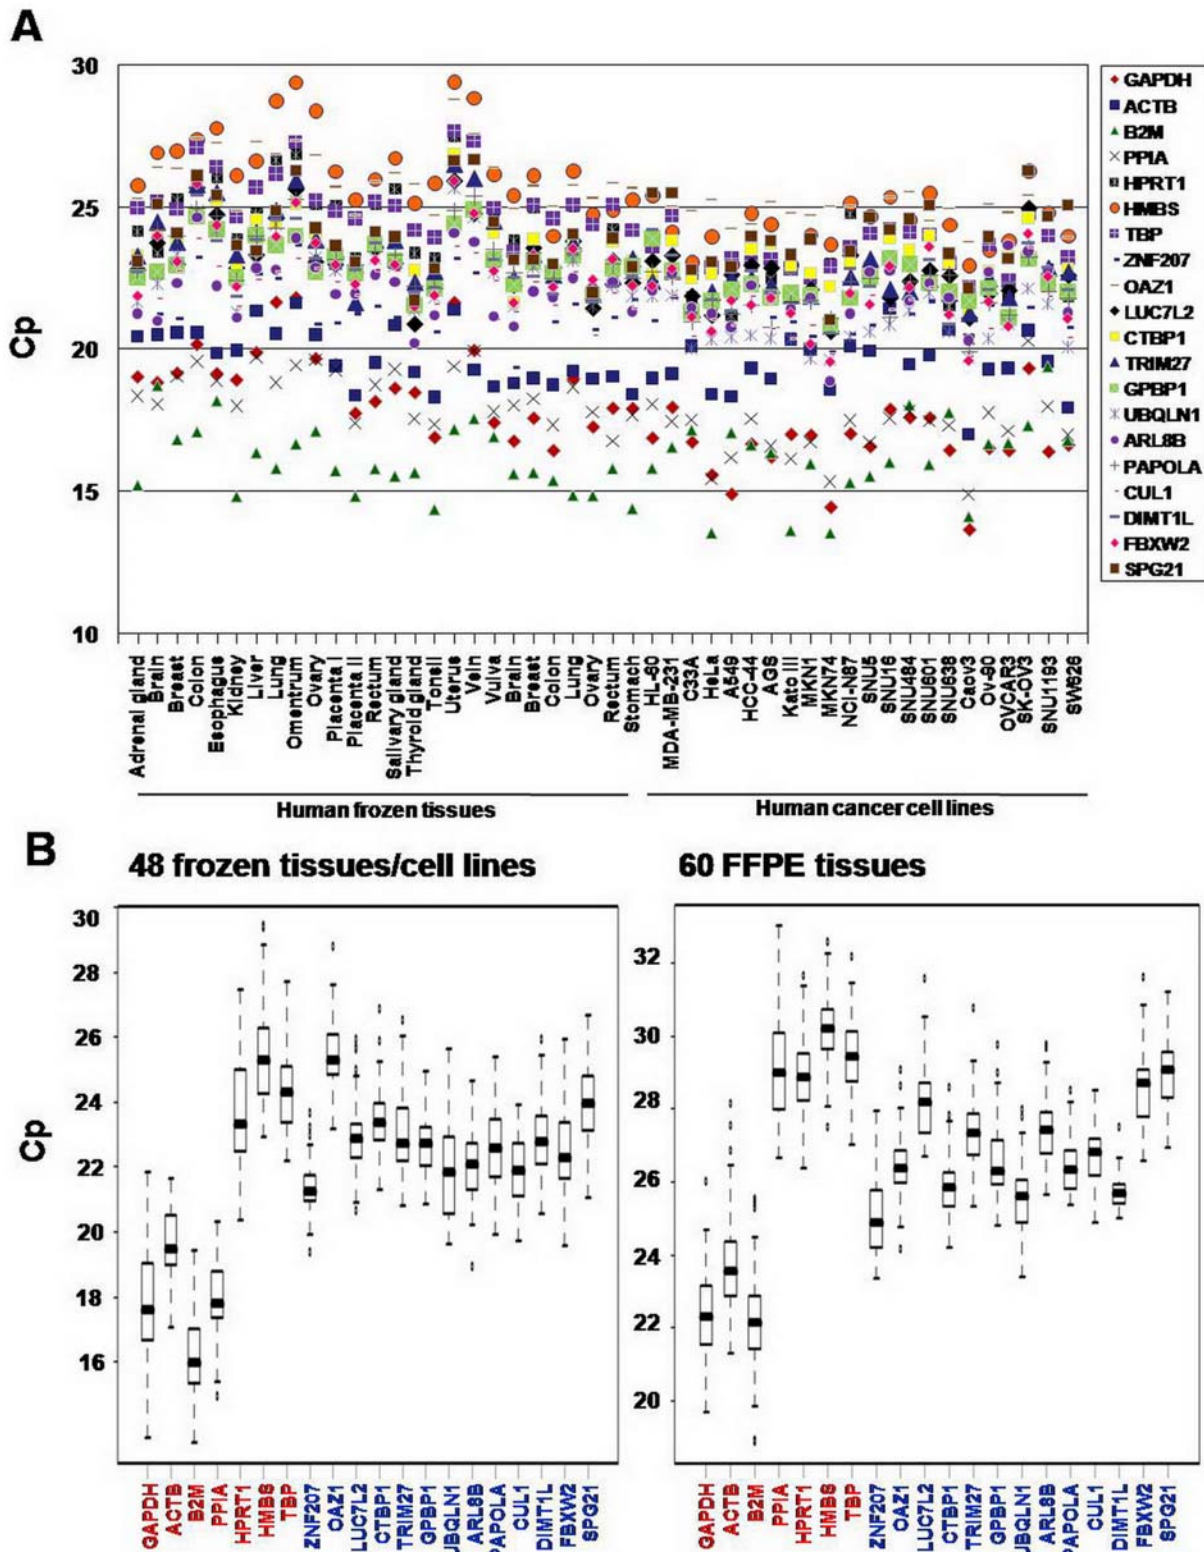 A
30
25
20
15
10
Cp
GAPDH
ACTB
B2M
PPIA
HPRT1
HMBS
TBP
ZNF207
OAZ1
LUC7L2
CTBP1
TRIM27
GPBP1
UBQLN1
ARL8B
PAPOLA
CUL1
DIMT1L
FBXW2
SPG21
Adrenal gland
Brain
Breast
Colon
Esophagus
Kidney
Liver
Lung
Omentrum
Ovary
Placenta I
Placenta II
Rectum
Salivary gland
Thyroid gland
Tonsil
Uterus
Vein
Vulva
Brain
Breast
Colon
Lung
Ovary
Rectum
Stomach
HL-60
MDA-MB-231
C33A
HeLa
A549
HCC-44
AGS
Kato III
MKN1
MKN74
NCI-N87
SNU5
SNU16
SNU484
SNU601
SNU638
Caov3
Ov-90
OVCAR3
SK-OV3
SNU1193
SW626
Human frozen tissues
Human cancer cell lines
B
48 frozen tissues/cell lines
60 FFPE tissues
30
28
26
24
22
20
18
16
Cp
32
30
28
26
24
22
20
GAPDH
ACTB
B2M
PPIA
HPRT1
HMBS
TBP
ZNF207
OAZ1
LUC7L2
CTBP1
TRIM27
GPBP1
UBQLN1
ARL8B
PAPOLA
CUL1
DIMT1L
FBXW2
SPG21
GAPDH
ACTB
B2M
PPIA
HPRT1
HMBS
TBP
ZNF207
OAZ1
LUC7L2
CTBP1
TRIM27
GPBP1
UBQLN1
ARL8B
PAPOLA
CUL1
DIMT1L
FBXW2
SPG21